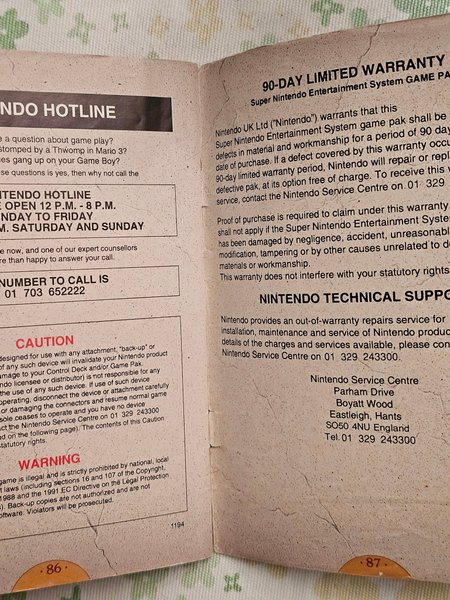 NDO HOTLINE
e a question about game play?
stomped by a Thwomp in Mario 3?
es gang up on your Game Boy?
se questions is yes, then why not call the
NTENDO HOTLINE
E OPEN 12 P.M. - 8 P.M.
NDAY TO FRIDAY
M. SATURDAY AND SUNDAY
e now, and one of our expert counsellors
re than happy to answer your call.
NUMBER TO CALL IS
01 703 652222
CAUTION
designed for use with any attachment, "back-up" or
of any such device will invalidate your Nintendo product
amage to your Control Deck and/or Game Pak.
ntendo licensee or distributor) is not responsible for any
the use of any such device. If use of such device
operating, disconnect the device or attachment carefully
or damaging the connectors and resume normal game
sole ceases to operate and you have no device
act the Nintendo Service Centre on 01 329 243300
ed on the following page). The contents of this Caution
statutory rights.
WARNING
game is illegal and is strictly prohibited by national, local
l laws (including sections 16 and 107 of the Copyright,
1988 and the 1991 EC Directive on the Legal Protection
). Back-up copies are not authorized and are not
oftware. Violators will be prosecuted.
1194
· 86 ·
90-DAY LIMITED WARRANTY
Super Nintendo Entertainment System GAME PA
Nintendo UK Ltd ("Nintendo") warrants that this
Super Nintendo Entertainment System game pak shall be
defects in material and workmanship for a period of 90 day
date of purchase. If a defect covered by this warranty occu
90-day limited warranty period, Nintendo will repair or repl
defective pak, at its option free of charge. To receive this w
service, contact the Nintendo Service Centre on 01 329
Proof of purchase is required to claim under this warranty
shall not apply if the Super Nintendo Entertainment Syste
has been damaged by negligence, accident, unreasonab
modification, tampering or by other causes unrelated to de
materials or workmanship.
This warranty does not interfere with your statutory rights
NINTENDO TECHNICAL SUPPO
Nintendo provides an out-of-warranty repairs service for
installation, maintenance and service of Nintendo produc
details of the charges and services available, please con
Nintendo Service Centre on 01 329 243300.
Nintendo Service Centre
Parham Drive
Boyatt Wood
Eastleigh, Hants
SO50 4NU England
Tel. 01 329 243300
· 87 ·